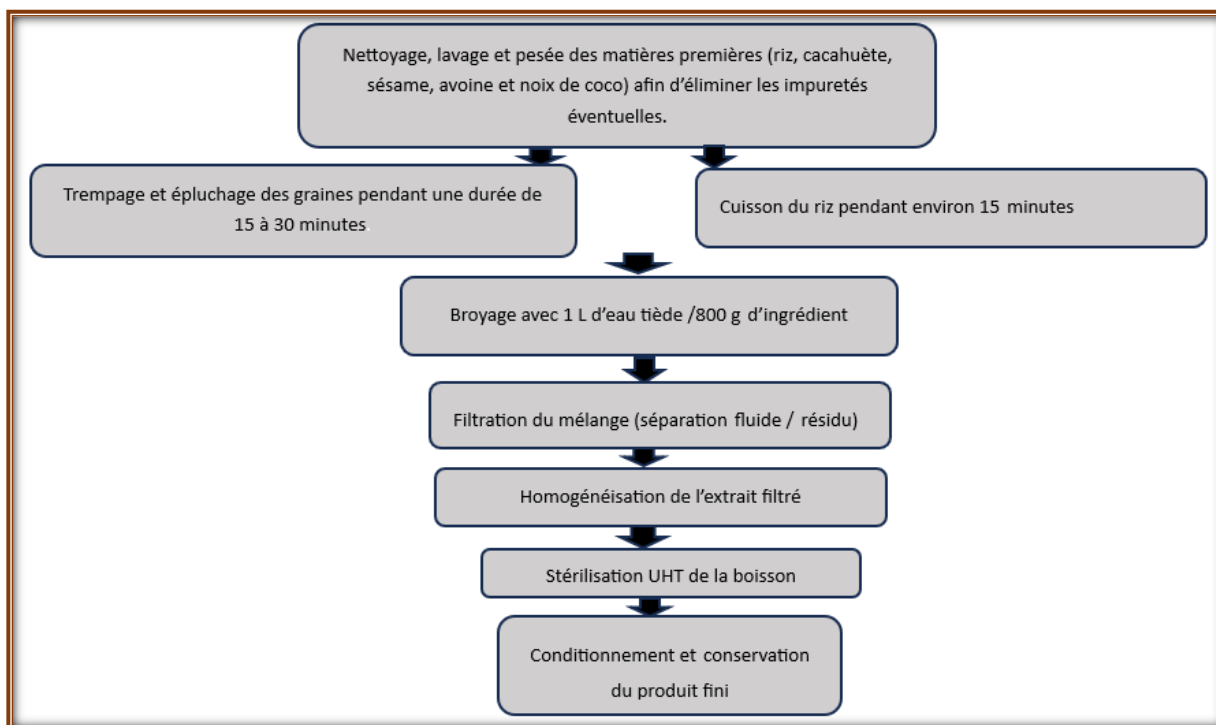 Nettoyage, lavage et pesée des matières premières (riz, cacahuète,
sésame, avoine et noix de coco) afin d’éliminer les impuretés
éventuelles.
Trempage et épluchage des graines pendant une durée de
15 à 30 minutes.
Cuisson du riz pendant environ 15 minutes
Broyage avec 1 L d’eau tiède /800 g d’ingrédient
Filtration du mélange (séparation fluide / résidu)
Homogénéisation de l’extrait filtré
Stérilisation UHT de la boisson
Conditionnement et conservation
du produit fini